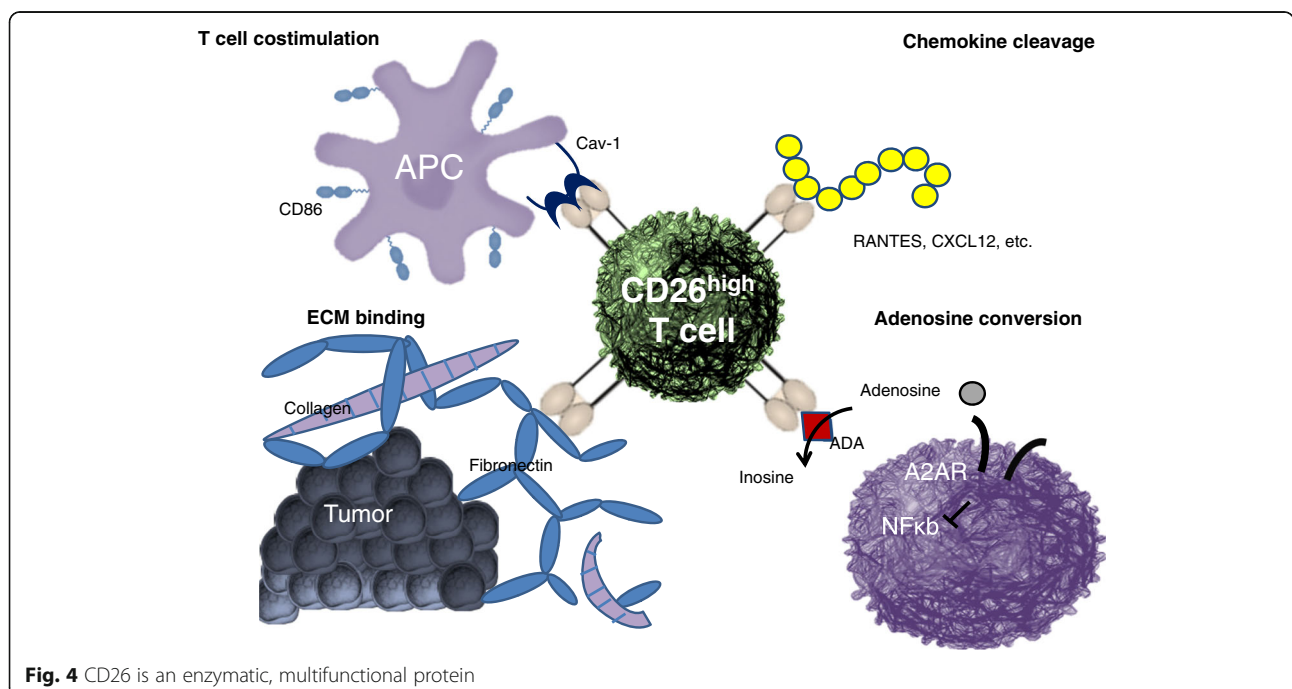 T cell costimulation
Chemokine cleavage
Cav-1
APC
CD86
RANTES, CXCL12, etc.
CD26high
T cell
ECM binding
Adenosine conversion
Collagen
Adenosine
ADA
Fibronectin
Inosine
A2AR
Tumor
NFκb
Fig. 4 CD26 is an enzymatic, multifunctional protein